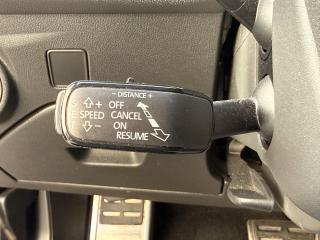 - DISTANCE +
S + OFF
E SPEED CANCEL
- ON
RESUME